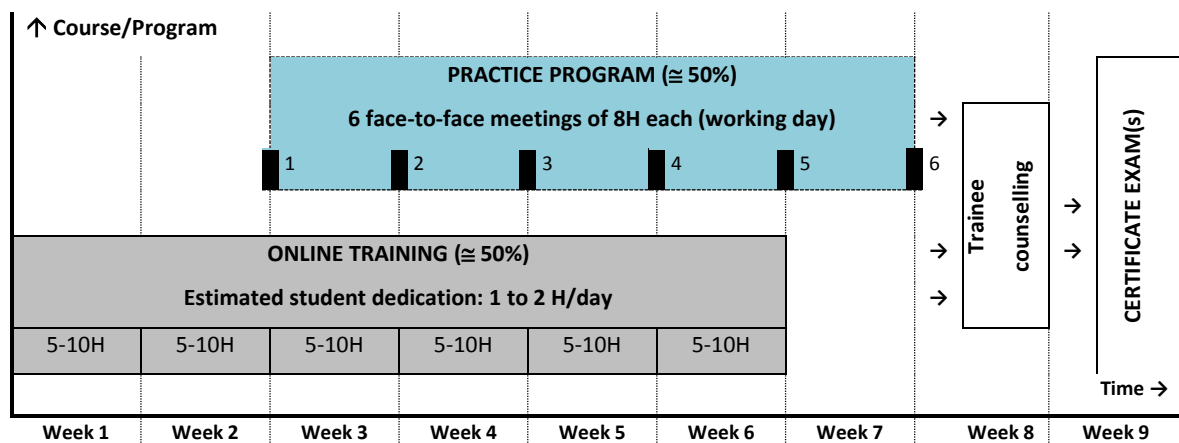 ↑ Course/Program
PRACTICE PROGRAM (≅ 50%)
6 face-to-face meetings of 8H each (working day)
1 2 3 4 5 6
→
Trainee
counselling
→
→
CERTIFICATE EXAM(S)
ONLINE TRAINING (≅ 50%)
Estimated student dedication: 1 to 2 H/day
→
→
5-10H 5-10H 5-10H 5-10H 5-10H 5-10H
Time →
Week 1 Week 2 Week 3 Week 4 Week 5 Week 6 Week 7 Week 8 Week 9